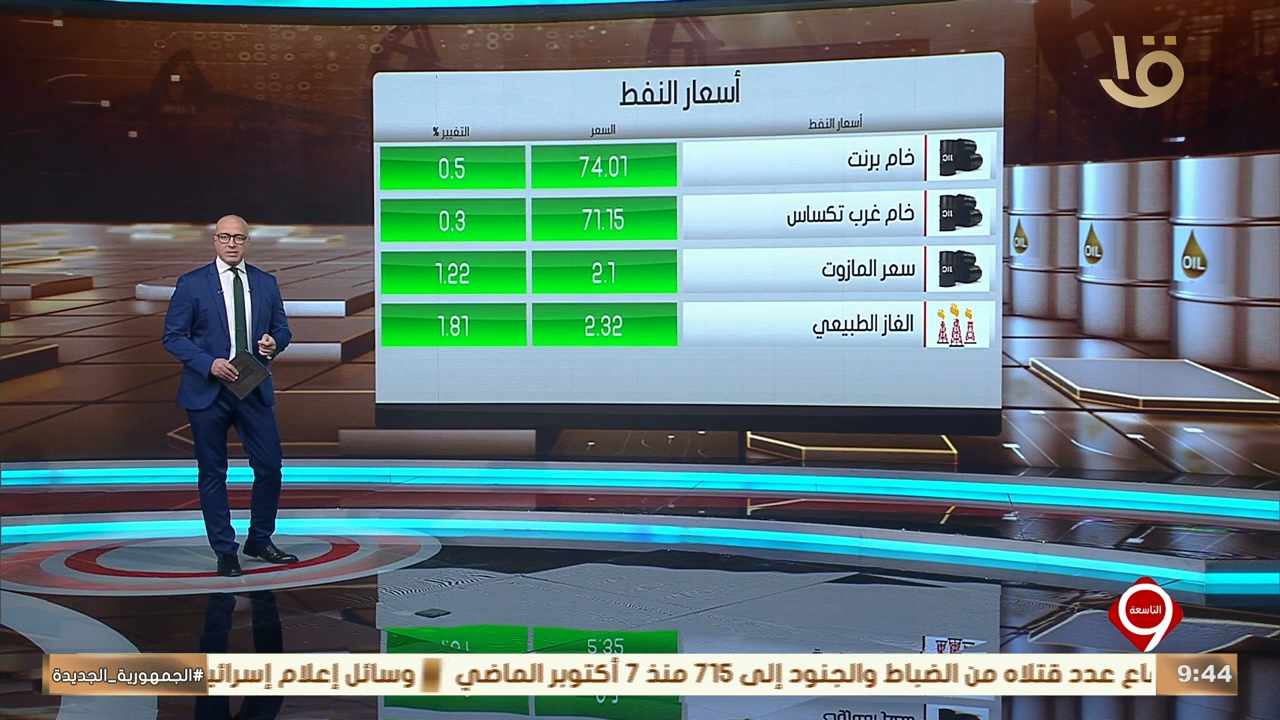 أسعار النفط
أسعار النفط السعر التغيير %
خام برنت 74.01 0.5
خام غرب تكساس 71.15 0.3
سعر المازوت 2.1 1.22
الغاز الطبيعي 2.32 1.81
OIL
OIL
OIL
التاسعة
9
9:44 عدد قتلاه من الضباط والجنود إلى 715 منذ 7 أكتوبر الماضي وسائل إعلام #الجمهورية_الجديدة